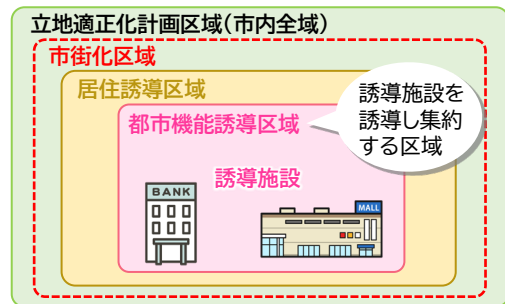 立地適正化計画区域(市内全域)
市街化区域
居住誘導区域
都市機能誘導区域
誘導施設を
誘導し集約
する区域
誘導施設
BANK
MALL